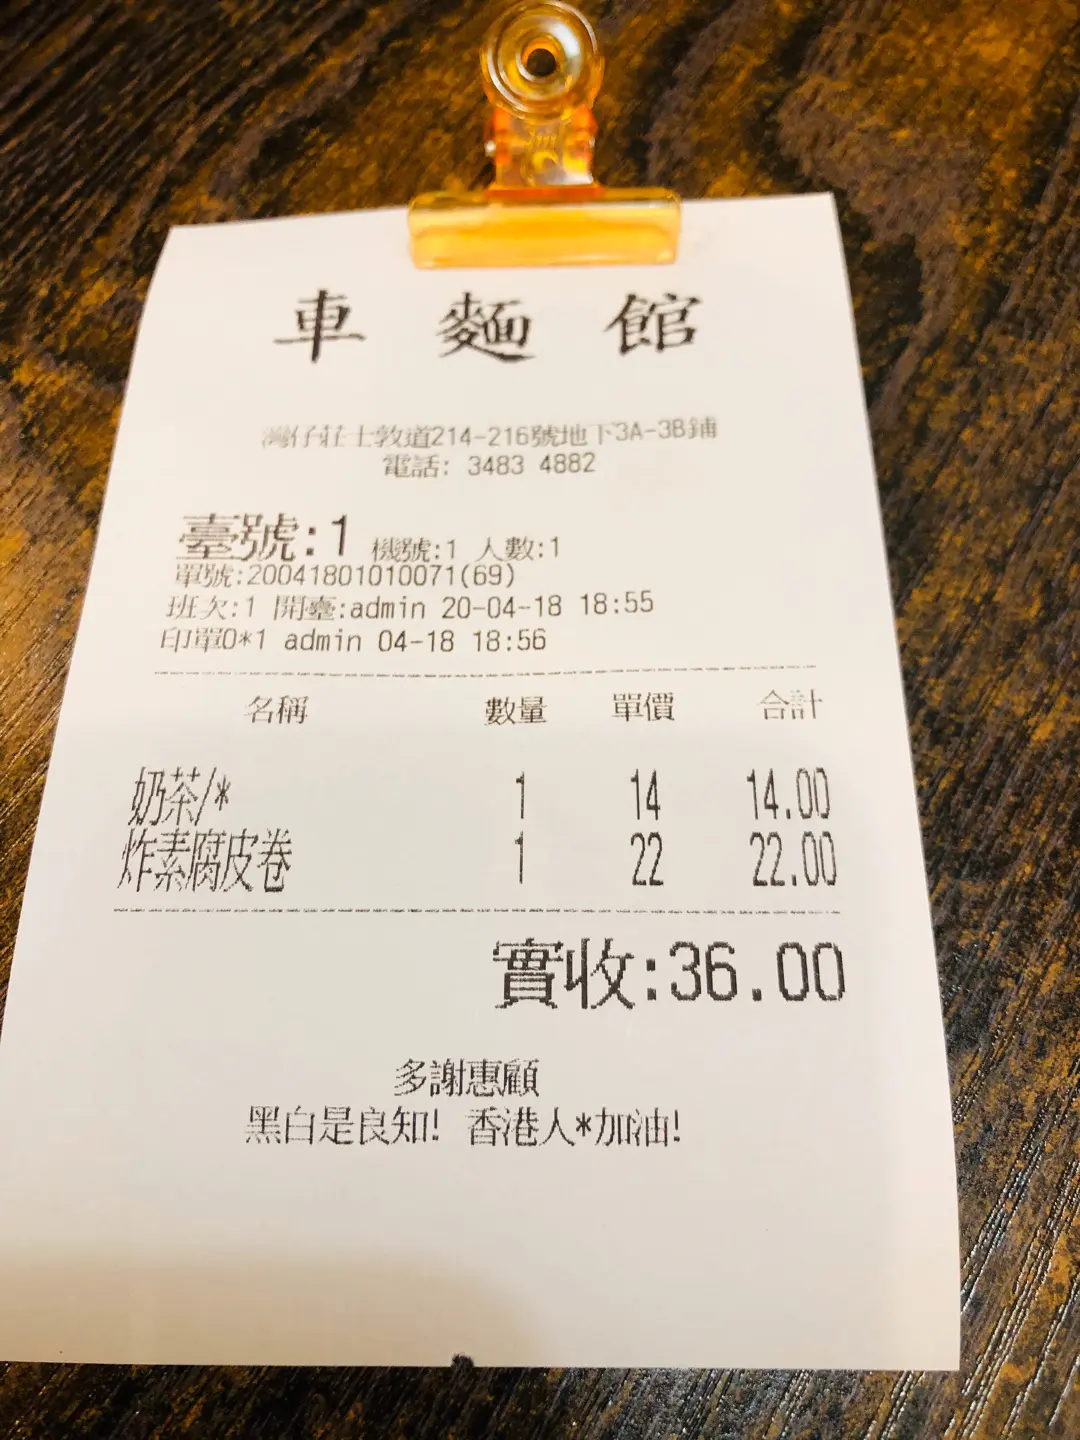 車麵館
灣仔莊士敦道214-216號地下3A-3B鋪
電話: 3483 4882
臺號:1 機號:1 人數:1
單號:20041801010071(69)
班次:1 開臺:admin 20-04-18 18:55
印單0*1 admin 04-18 18:56
名稱 數量 單價 合計
奶茶/* 1 14 14.00
炸素腐皮卷 1 22 22.00
實收:36.00
多謝惠顧
黑白是良知! 香港人*加油!